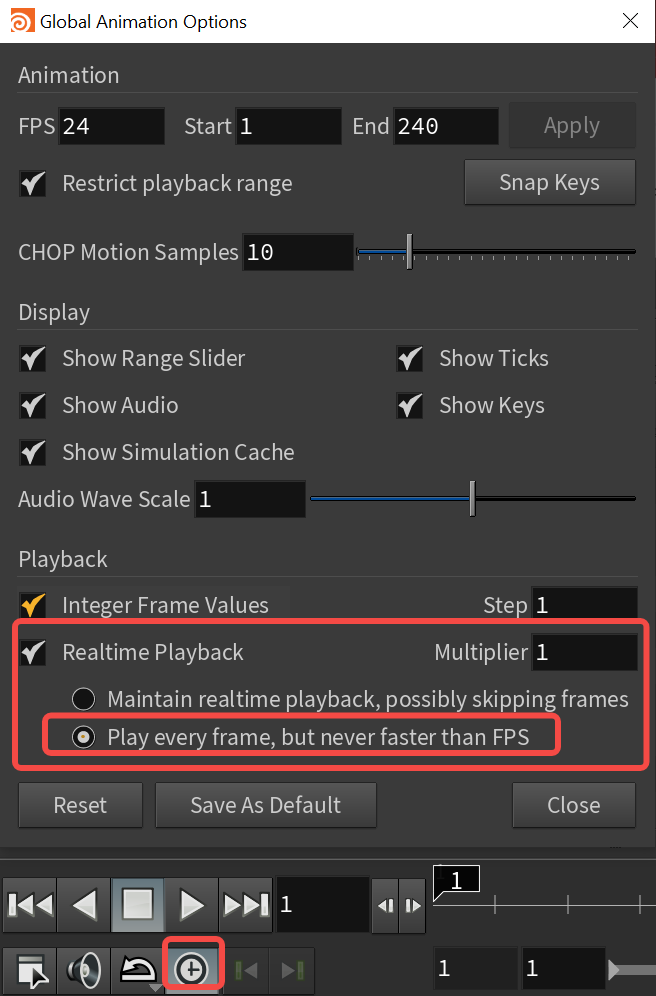 Global Animation Options
Animation
FPS 24 Start 1 End 240 Apply
Restrict playback range Snap Keys
CHOP Motion Samples 10
Display
Show Range Slider Show Ticks
Show Audio Show Keys
Show Simulation Cache
Audio Wave Scale 1
Playback
Integer Frame Values Step 1
Realtime Playback Multiplier 1
Maintain realtime playback, possibly skipping frames
Play every frame, but never faster than FPS
Reset Save As Default Close
1 1
1 1